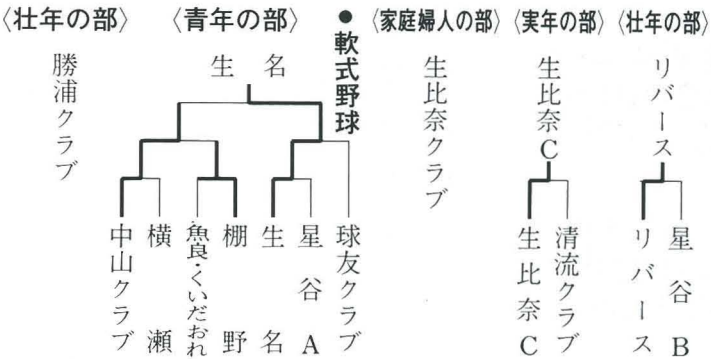 〈壮年の部〉
リバース
星谷B
リバース
〈実年の部〉
生比奈C
清流クラブ
生比奈C
〈家庭婦人の部〉
生比奈クラブ
●軟式野球
〈青年の部〉
生名
球友クラブ
星谷A
生名
棚野
魚良・くいだおれ
横瀬
中山クラブ
〈壮年の部〉
勝浦クラブ